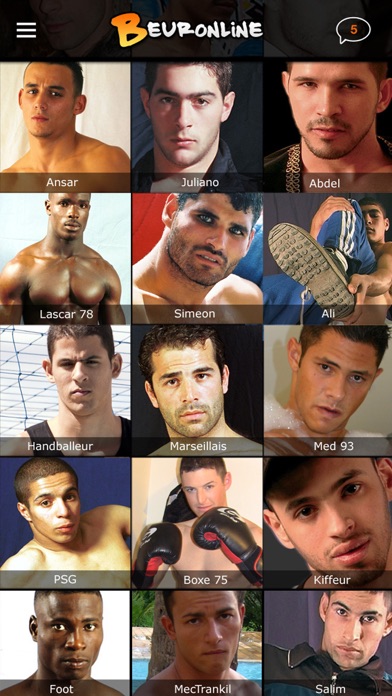 BEURONLINE
5
Ansar
Juliano
Abdel
Lascar 78
Simeon
Ali
Handballeur
Marseillais
Med 93
PSG
Boxe 75
Kiffeur
Foot
MecTrankil
Salim